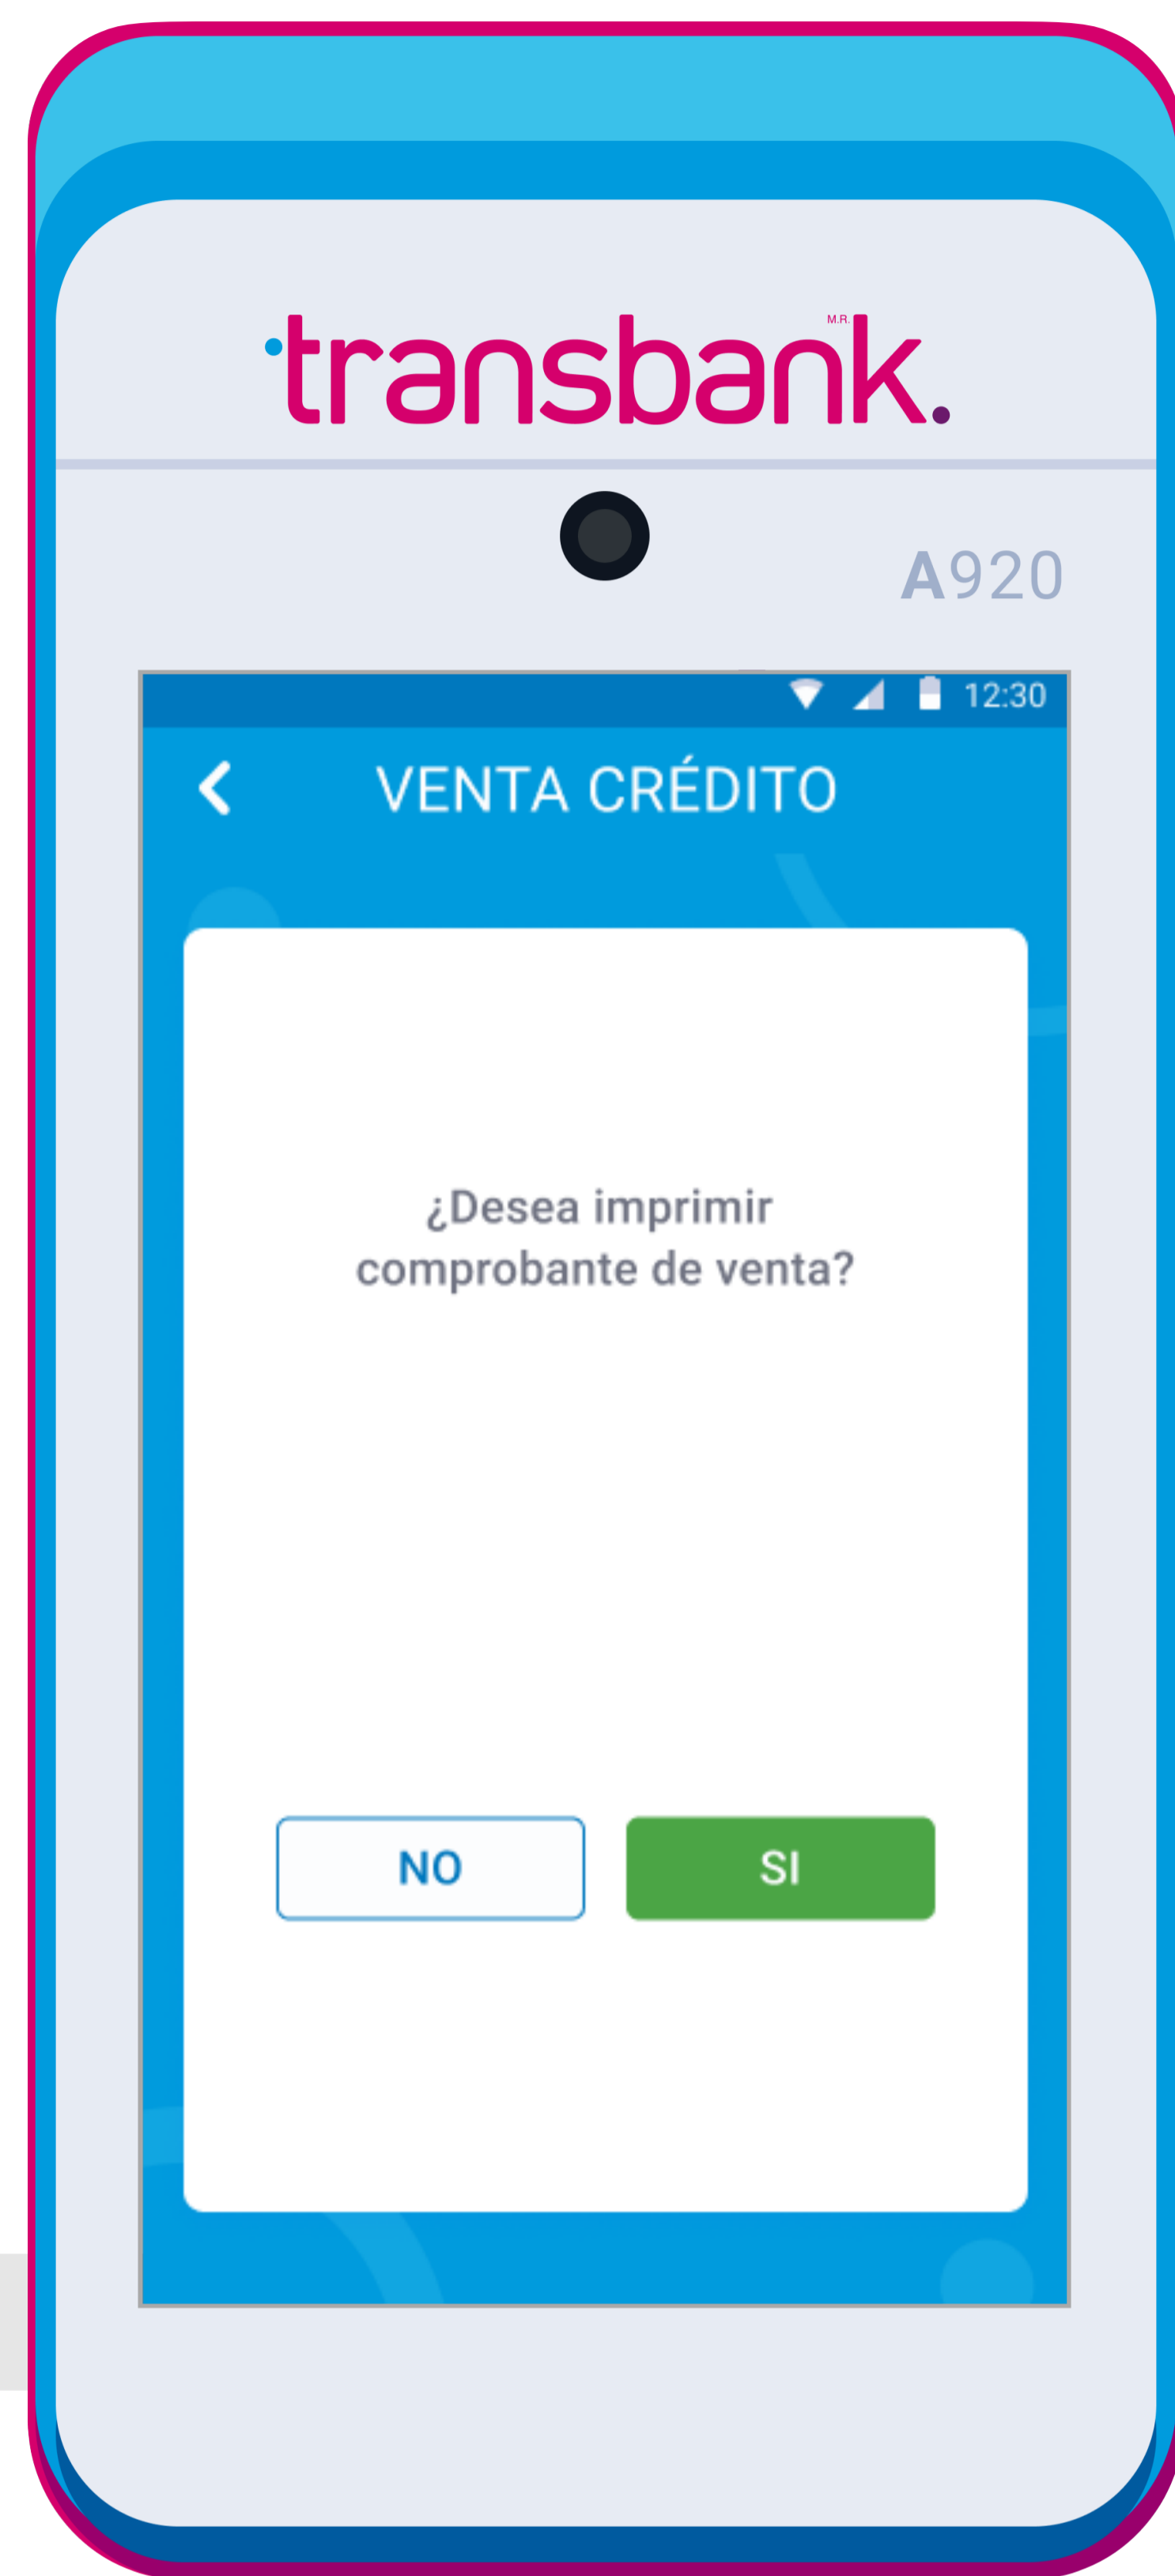 transbank.
M.R.
A920
12:30
VENTA CRÉDITO
¿Desea imprimir
comprobante de venta?
NO
SI